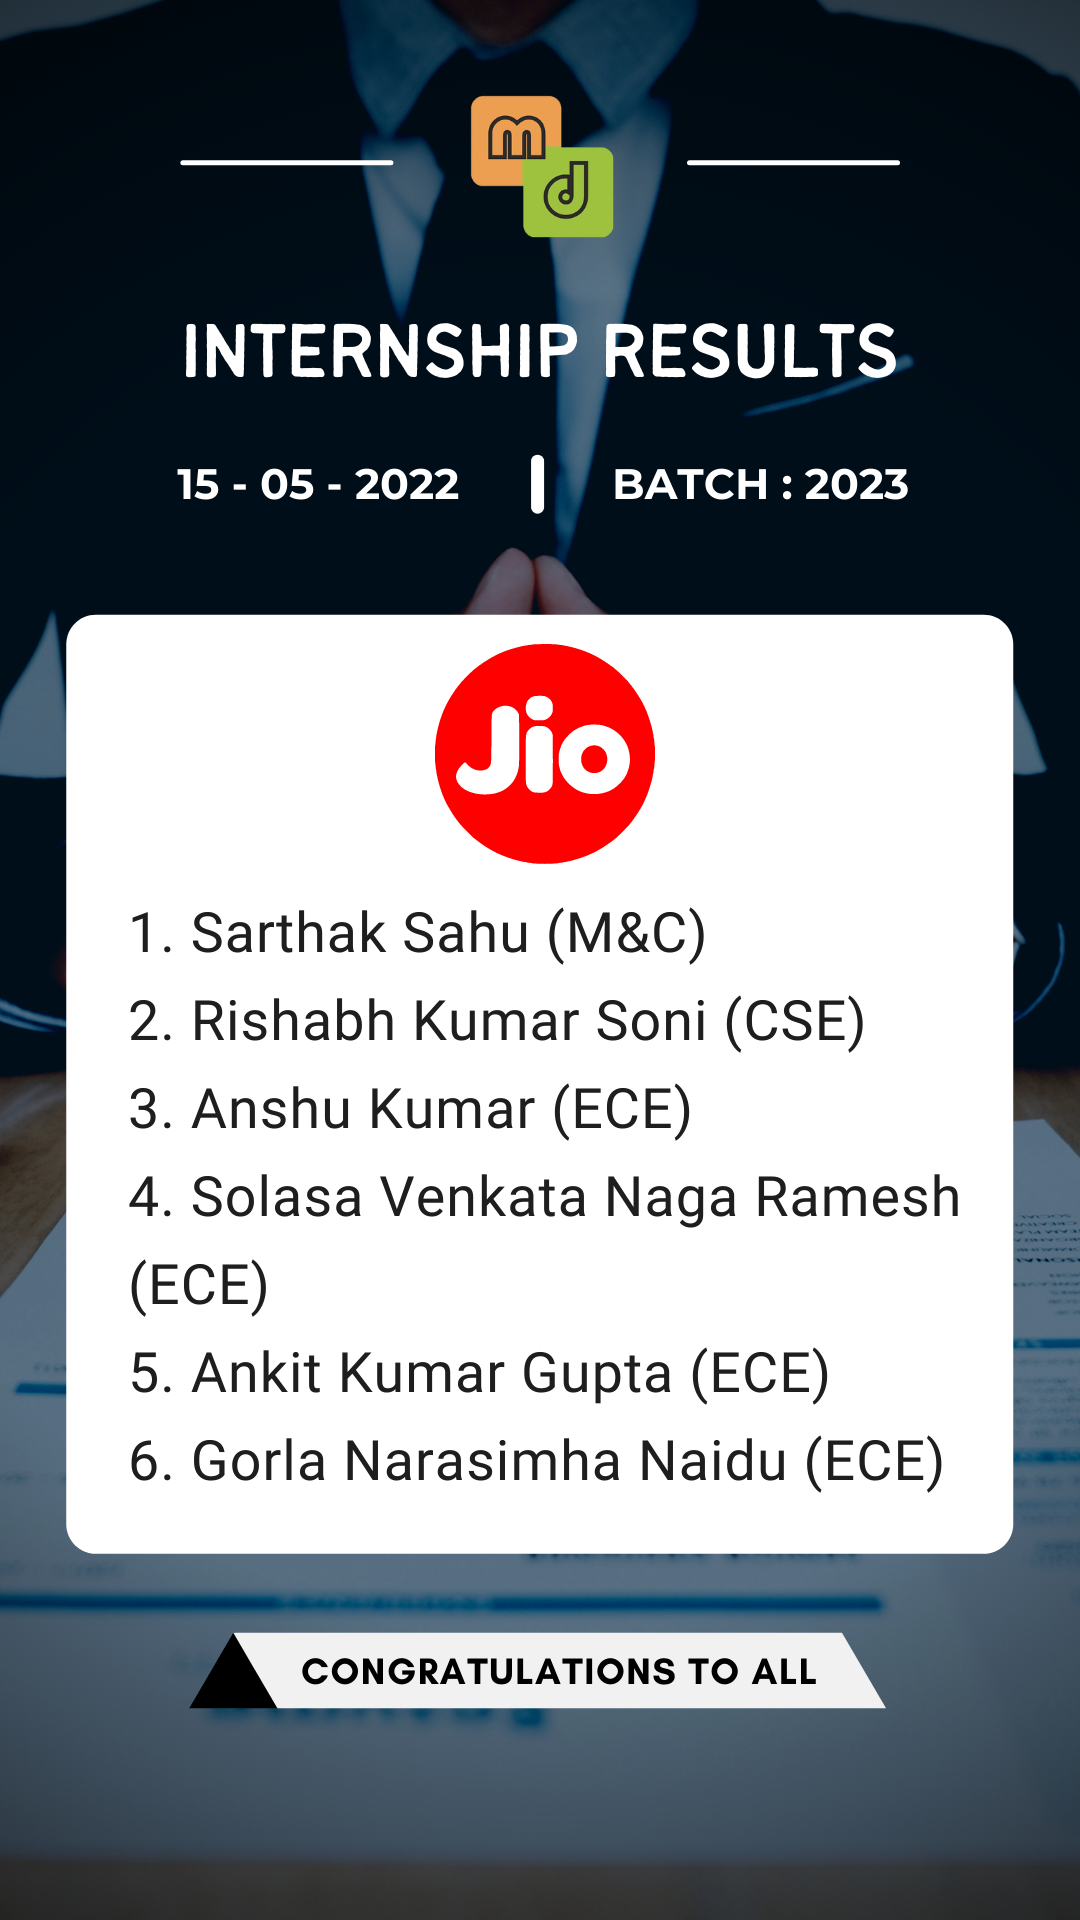 m
d
INTERNSHIP RESULTS
15 - 05 - 2022
BATCH : 2023
Jio
1. Sarthak Sahu (M&C)
2. Rishabh Kumar Soni (CSE)
3. Anshu Kumar (ECE)
4. Solasa Venkata Naga Ramesh
(ECE)
5. Ankit Kumar Gupta (ECE)
6. Gorla Narasimha Naidu (ECE)
CONGRATULATIONS TO ALL